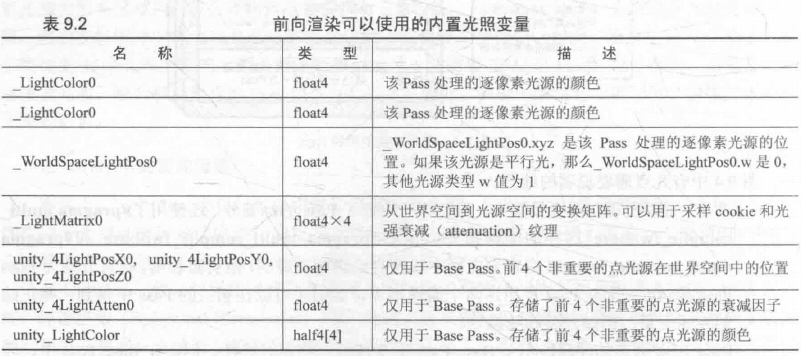 表 9.2 前向渲染可以使用的内置光照变量
名 称 类 型 描 述
_LightColor0 float4 该 Pass 处理的逐像素光源的颜色
_LightColor0 float4 该 Pass 处理的逐像素光源的颜色
_WorldSpaceLightPos0 float4 _WorldSpaceLightPos0.xyz 是该 Pass 处理的逐像素光源的位
置。如果该光源是平行光，那么_WorldSpaceLightPos0.w 是 0，
其他光源类型 w 值为 1
_LightMatrix0 float4×4 从世界空间到光源空间的变换矩阵。可以用于采样 cookie 和光
强衰减（attenuation）纹理
unity_4LightPosX0, unity_4LightPosY0,
unity_4LightPosZ0 float4 仅用于 Base Pass。前 4 个非重要的点光源在世界空间中的位置
unity_4LightAtten0 float4 仅用于 Base Pass。存储了前 4 个非重要的点光源的衰减因子
unity_LightColor half4[4] 仅用于 Base Pass。存储了前 4 个非重要的点光源的颜色